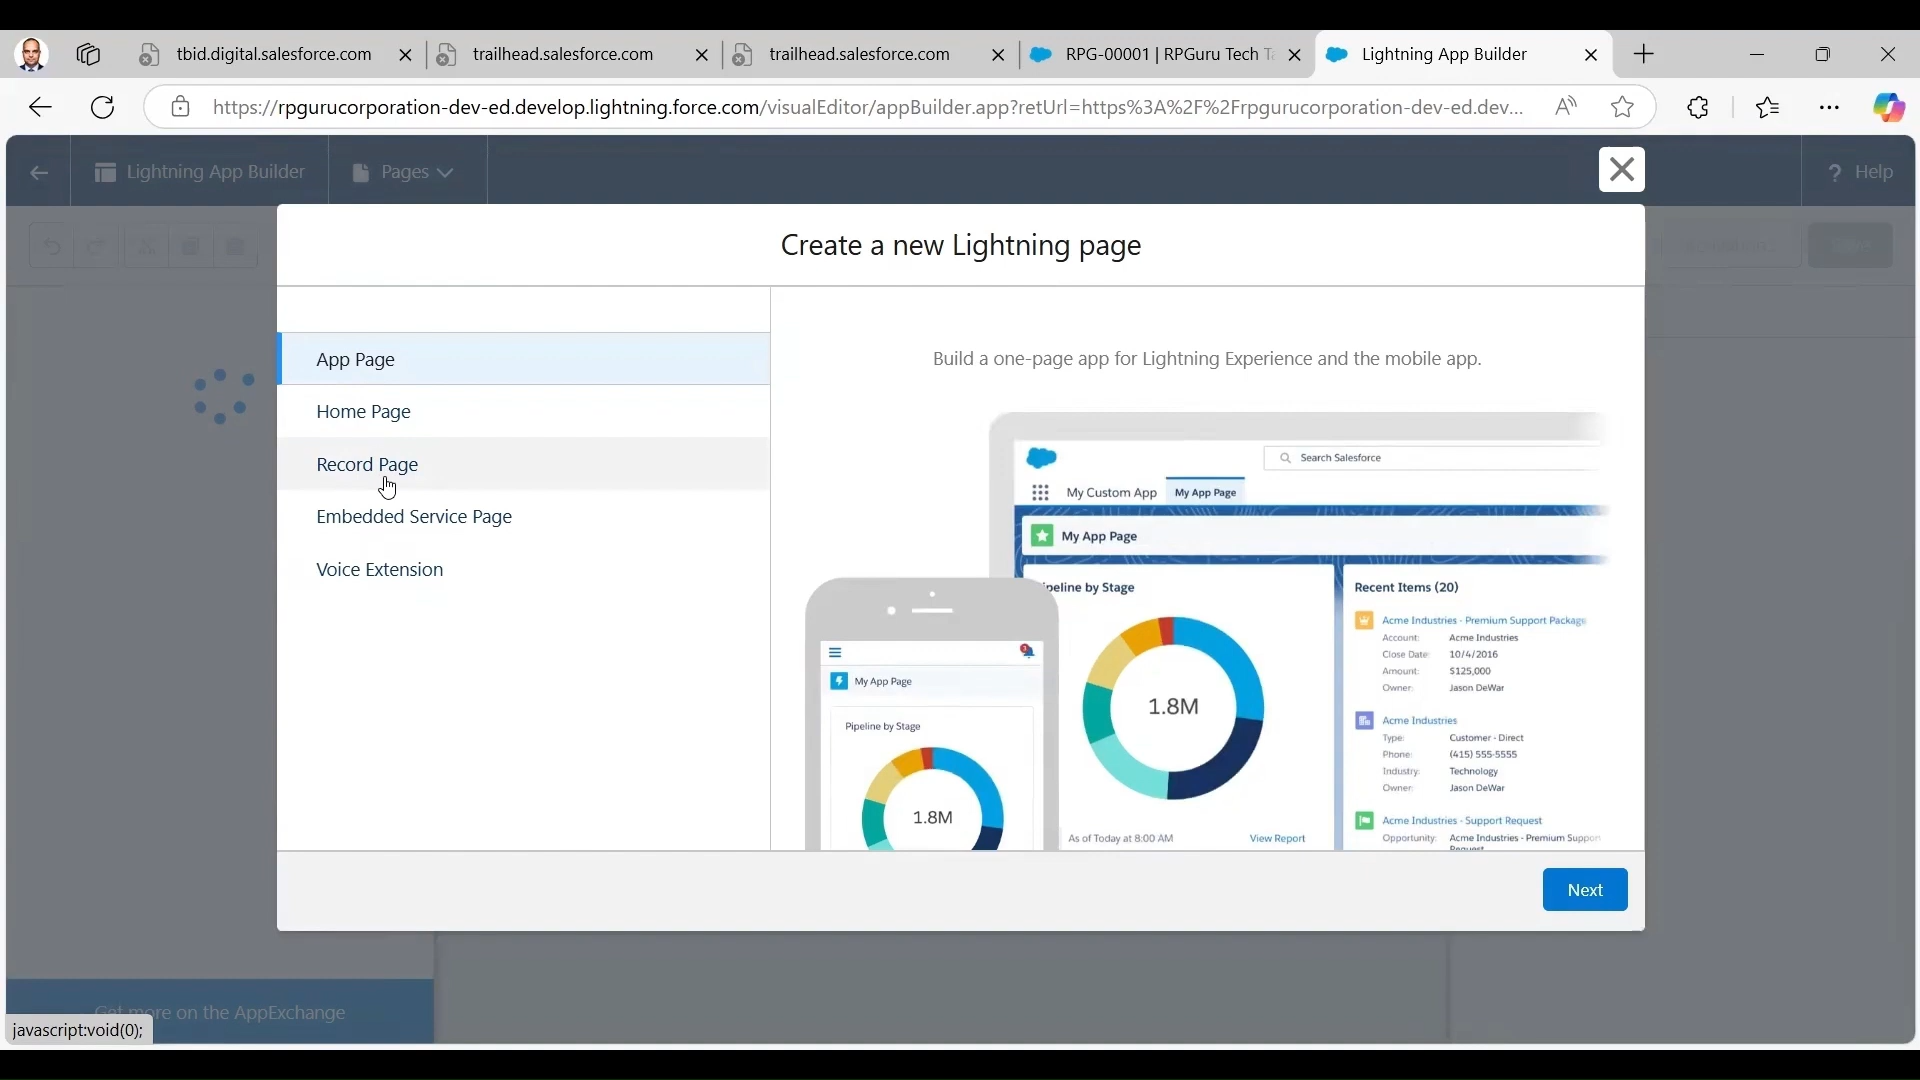 tbid.digital.salesforce.com
trailhead.salesforce.com
trailhead.salesforce.com
RPG-00001 | RPGuru Tech Ta
Lightning App Builder
https://rpgurucorporation-dev-ed.develop.lightning.force.com/visualEditor/appBuilder.app?retUrl=https%3A%2F%2Frpgurucorporation-dev-ed.dev...
Lightning App Builder
Pages
? Help
Create a new Lightning page
App Page
Home Page
Record Page
Embedded Service Page
Voice Extension
Build a one-page app for Lightning Experience and the mobile app.
Search Salesforce
My Custom App
My App Page
My App Page
ipeline by Stage
1.8M
As of Today at 8:00 AM
View Report
Recent Items (20)
Acme Industries - Premium Support Package
Account: Acme Industries
Close Date: 10/4/2016
Amount: $125,000
Owner: Jason DeWar
Acme Industries
Type: Customer - Direct
Phone: (415) 555-5555
Industry: Technology
Owner: Jason DeWar
Acme Industries - Support Request
Opportunity: Acme Industries - Premium Suppor
Request
My App Page
Pipeline by Stage
1.8M
Next
Get more on the AppExchange
javascript:void(0);